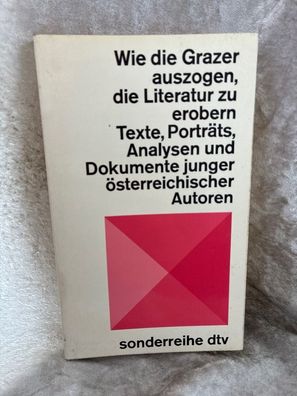 Wie die Grazer
auszogen,
die Literatur zu
erobern
Texte, Porträts,
Analysen und
Dokumente junger
österreichischer
Autoren
sonderreihe dtv